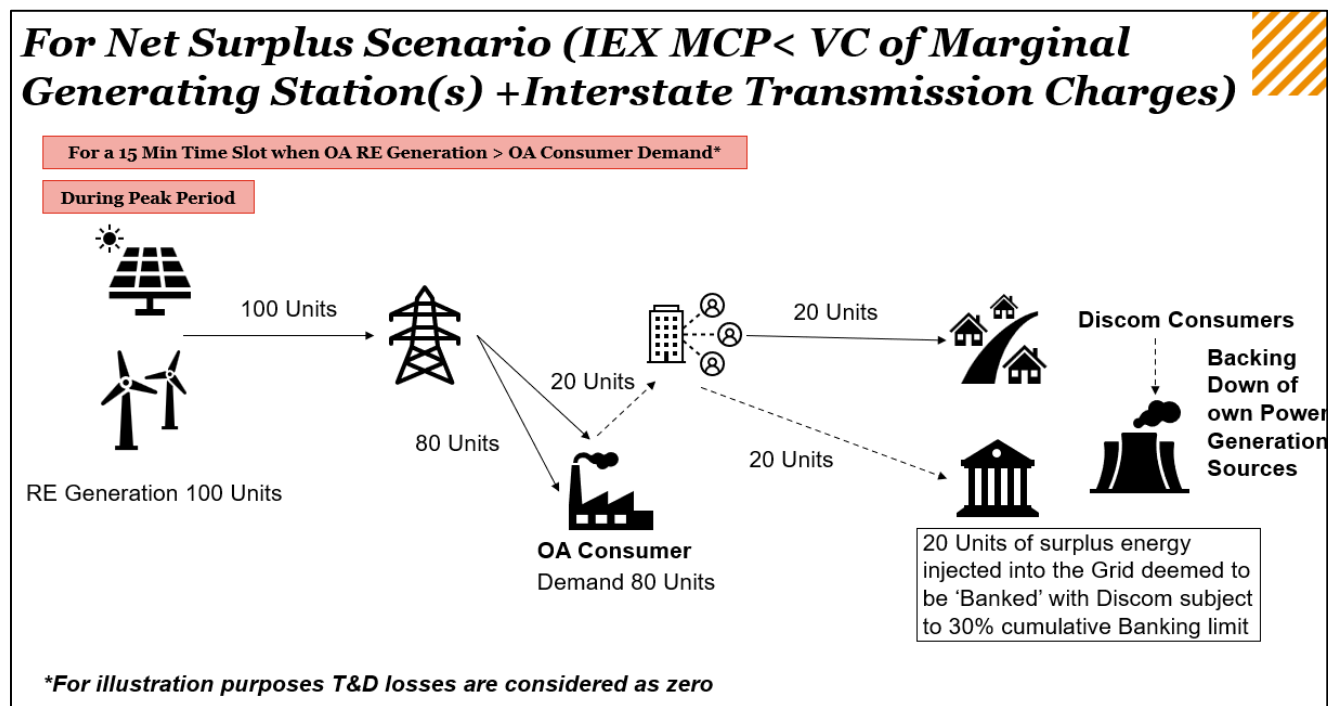 For Net Surplus Scenario (IEX MCP< VC of Marginal
Generating Station(s) +Interstate Transmission Charges)
For a 15 Min Time Slot when OA RE Generation > OA Consumer Demand*
During Peak Period
100 Units
20 Units
Discom Consumers
20 Units
Backing
Down of
own Power
Generation
Sources
80 Units
20 Units
RE Generation 100 Units
OA Consumer
Demand 80 Units
20 Units of surplus energy
injected into the Grid deemed to
be ‘Banked’ with Discom subject
to 30% cumulative Banking limit
*For illustration purposes T&D losses are considered as zero